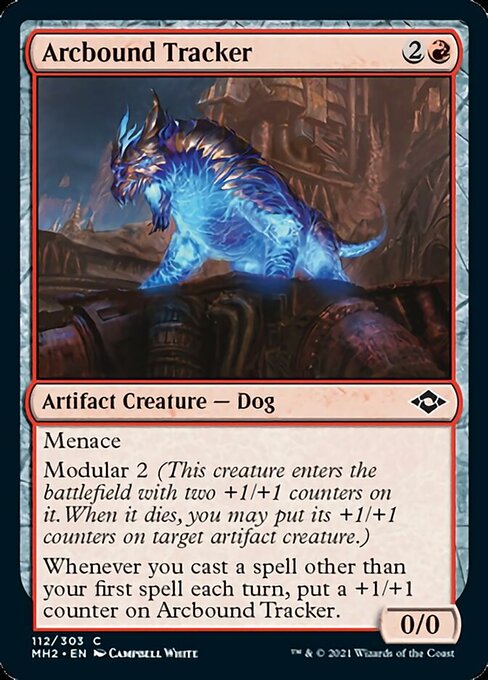 Arcbound Tracker 2
Artifact Creature — Dog
Menace
Modular 2 (This creature enters the
battlefield with two +1/+1 counters on
it. When it dies, you may put its +1/+1
counters on target artifact creature.)
Whenever you cast a spell other than
your first spell each turn, put a +1/+1
counter on Arcbound Tracker.
0/0
112/303 C
MH2 • EN Campbell White
™ & © 2021 Wizards of the Coast